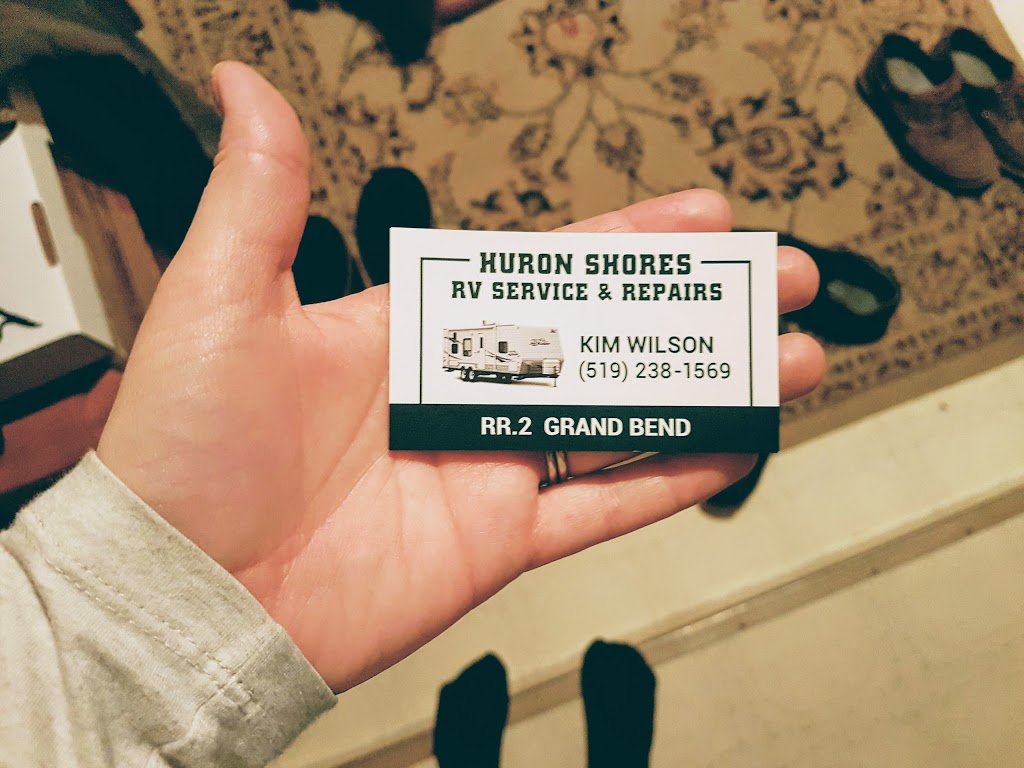 HURON SHORES
RV SERVICE & REPAIRS
KIM WILSON
(519) 238-1569
RR.2 GRAND BEND